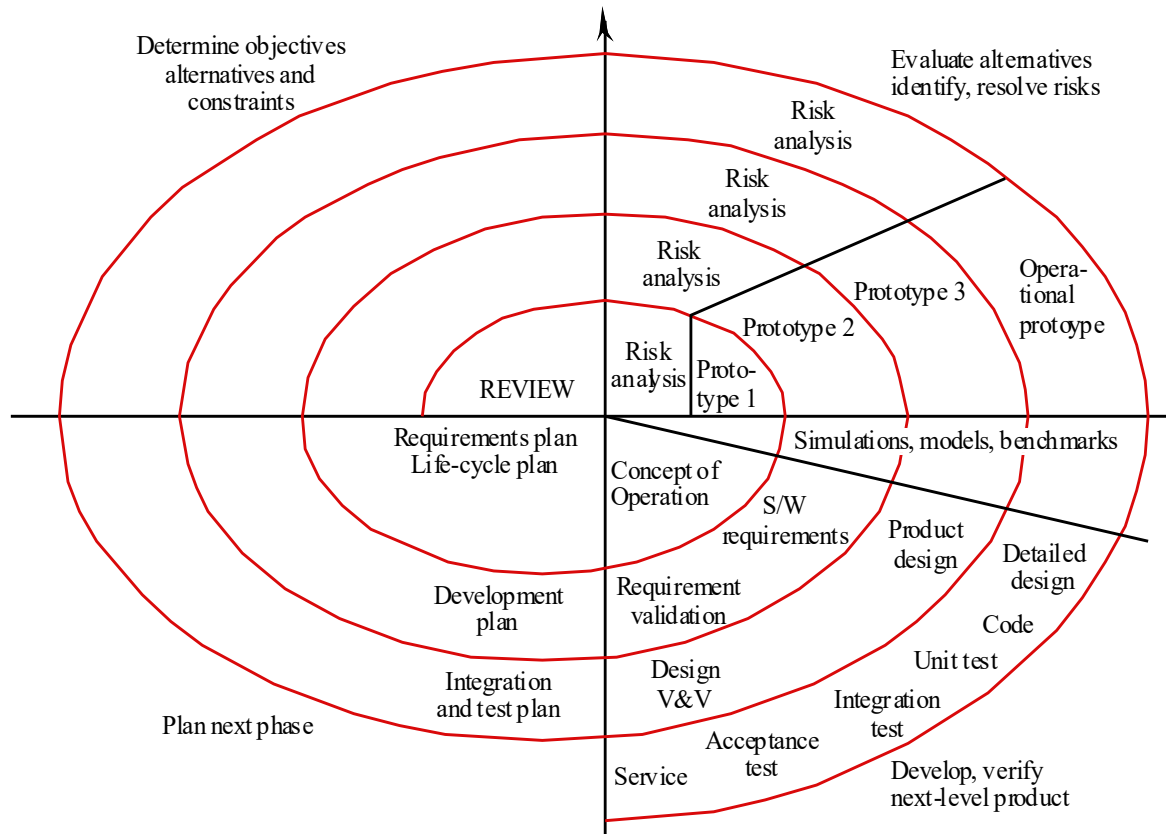 Determine objectives
alternatives and
constraints
Evaluate alternatives
identify, resolve risks
Risk
analysis
Risk
analysis
Risk
analysis
Risk
analysis
Proto-
type 1
Prototype 2
Prototype 3
Opera-
tional
protoype
REVIEW
Requirements plan
Life-cycle plan
Simulations, models, benchmarks
Concept of
Operation
S/W
requirements
Product
design
Detailed
design
Development
plan
Requirement
validation
Code
Unit test
Integration
and test plan
Design
V&V
Integration
test
Plan next phase
Acceptance
test
Service
Develop, verify
next-level product